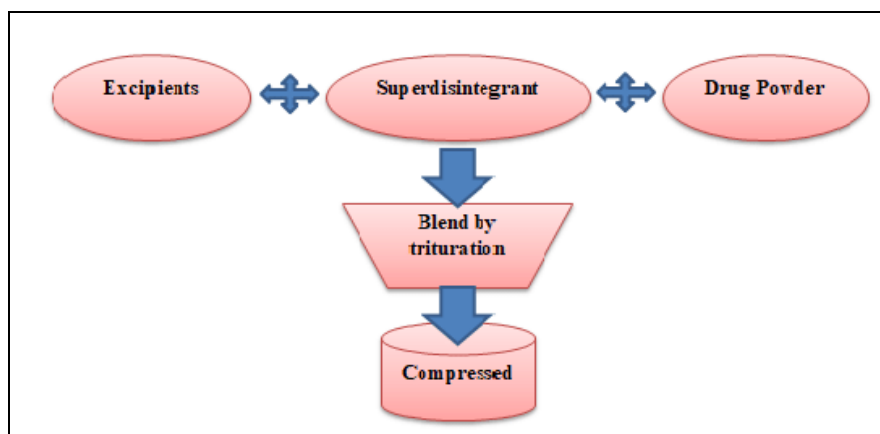 Excipients
Superdisintegrant
Drug Powder
Blend by
trituration
Compressed